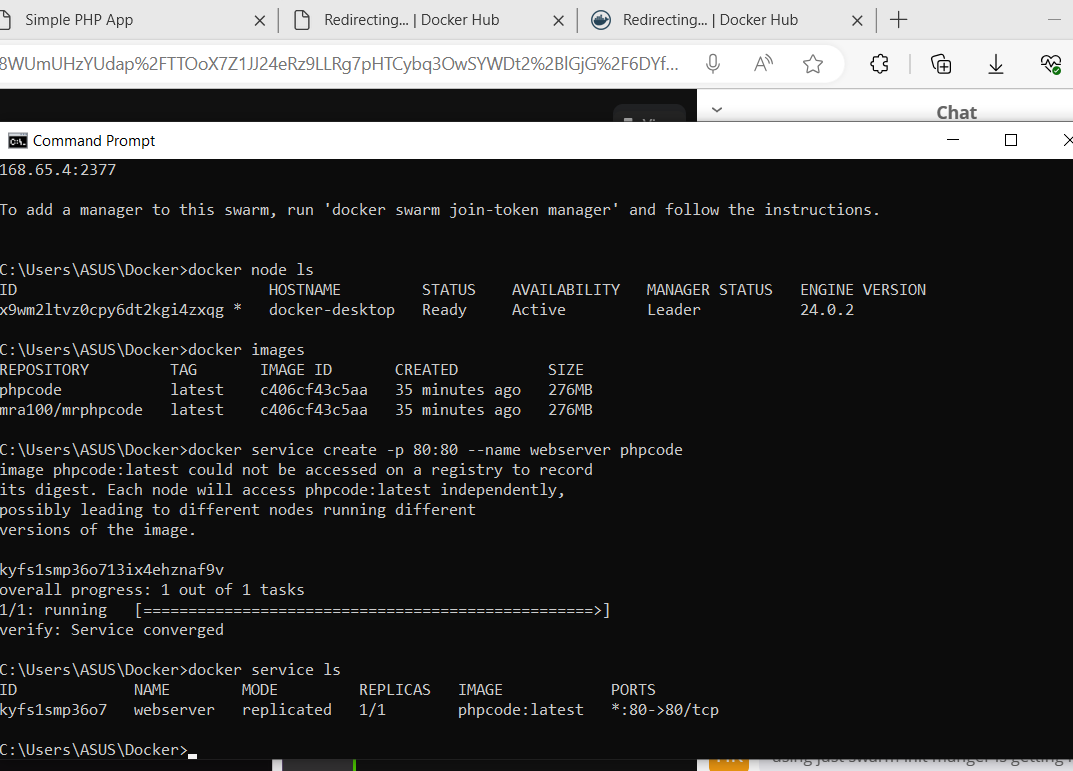 Simple PHP App
Redirecting... | Docker Hub
Redirecting... | Docker Hub
8WUmUHzYUdap%2FTTOoX7Z1JJ24eRz9LLRg7pHTCybq3OwSYWDt2%2BlGjG%2F6DYf...
Chat
Command Prompt
168.65.4:2377
To add a manager to this swarm, run 'docker swarm join-token manager' and follow the instructions.
C:\Users\ASUS\Docker>docker node ls
ID HOSTNAME STATUS AVAILABILITY MANAGER STATUS ENGINE VERSION
x9wm2ltvz0cpy6dt2kgi4zxqg * docker-desktop Ready Active Leader 24.0.2
C:\Users\ASUS\Docker>docker images
REPOSITORY TAG IMAGE ID CREATED SIZE
phpcode latest c406cf43c5aa 35 minutes ago 276MB
mra100/mrphpcode latest c406cf43c5aa 35 minutes ago 276MB
C:\Users\ASUS\Docker>docker service create -p 80:80 --name webserver phpcode
image phpcode:latest could not be accessed on a registry to record
its digest. Each node will access phpcode:latest independently,
possibly leading to different nodes running different
versions of the image.
kyfs1smp36o713ix4ehznaf9v
overall progress: 1 out of 1 tasks
1/1: running [==================================================>]
verify: Service converged
C:\Users\ASUS\Docker>docker service ls
ID NAME MODE REPLICAS IMAGE PORTS
kyfs1smp36o7 webserver replicated 1/1 phpcode:latest *:80->80/tcp
C:\Users\ASUS\Docker>
using just swarm init manger is getting